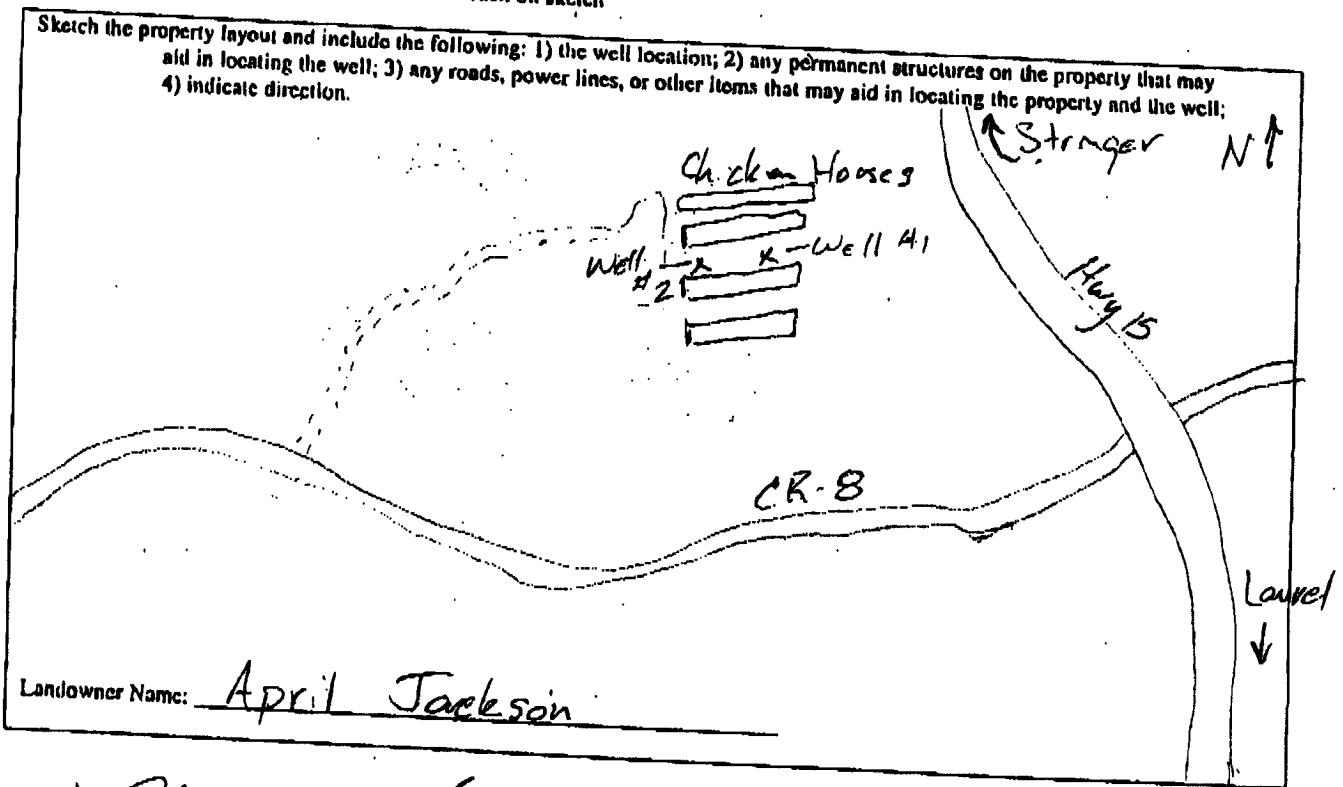 Sketch the property layout and include the following: 1) the well location; 2) any permanent structures on the property that may
aid in locating the well; 3) any roads, power lines, or other items that may aid in locating the property and the well;
4) indicate direction.
Stringer
N
Chicken Houses
Well #1
Well
#2
Hwy 15
CR-8
Laurel
Landowner Name: April Jackson